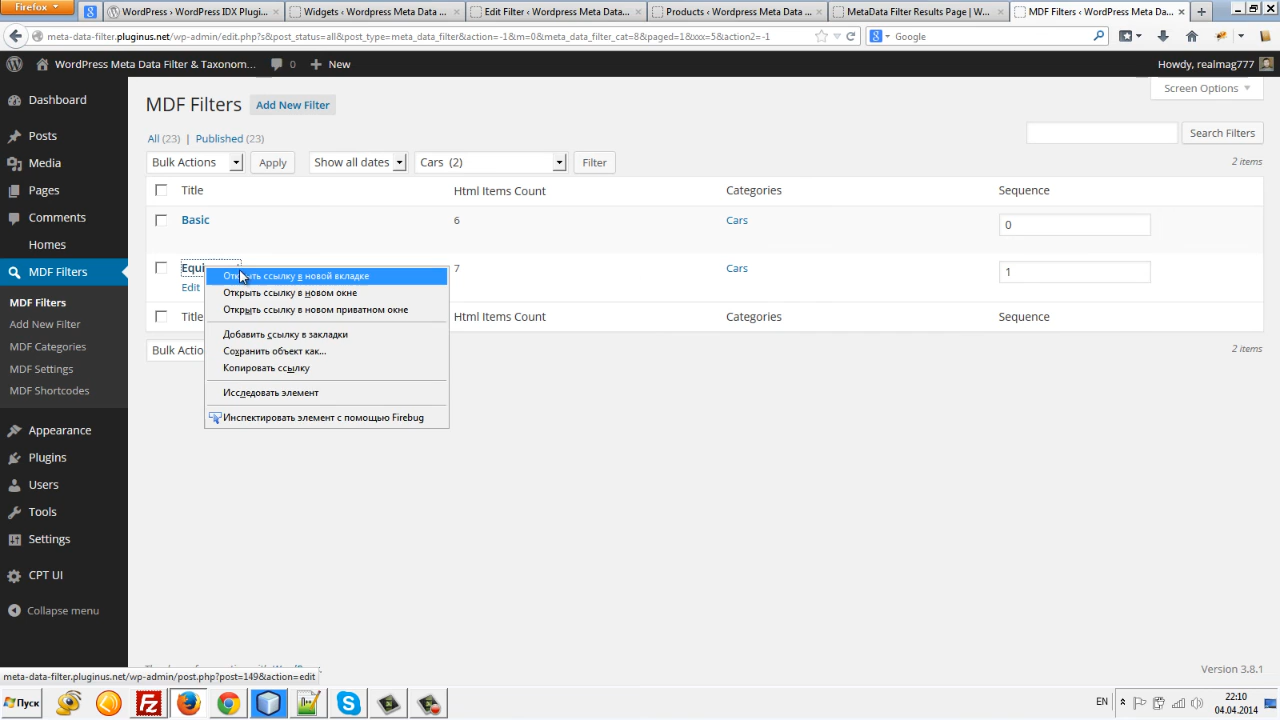 Firefox
WordPress › WordPress IDX Plugi...
Widgets ‹ Wordpress Meta Data ...
Edit Filter ‹ Wordpress Meta Data...
Products ‹ Wordpress Meta Data ...
MetaData Filter Results Page | W...
MDF Filters ‹ Wordpress Meta Da...
meta-data-filter.pluginus.net/wp-admin/edit.php?s&post_status=all&post_type=meta_data_filter&action=-1&m=0&meta_data_filter_cat=8&paged=1&xxx=5&action2=-1
Google
WordPress Meta Data Filter & Taxonom...
0
New
Howdy, realmag777
Dashboard
Posts
Media
Pages
Comments
Homes
MDF Filters
MDF Filters
Add New Filter
MDF Categories
MDF Settings
MDF Shortcodes
Appearance
Plugins
Users
Tools
Settings
CPT UI
Collapse menu
Screen Options
MDF Filters
Add New Filter
All (23) | Published (23)
Search Filters
Bulk Actions
Apply
Show all dates
Cars (2)
Filter
2 items
Title
Html Items Count
Categories
Sequence
Basic
6
Cars
0
7
Cars
1
Edit
Title
Html Items Count
Categories
Sequence
2 items
Открыть ссылку в новой вкладке
Открыть ссылку в новом окне
Открыть ссылку в новом приватном окне
Добавить ссылку в закладки
Сохранить объект как...
Копировать ссылку
Исследовать элемент
Инспектировать элемент с помощью Firebug
Version 3.8.1
meta-data-filter.pluginus.net/wp-admin/post.php?post=149&action=edit
Пуск
EN
22:10
04.04.2014